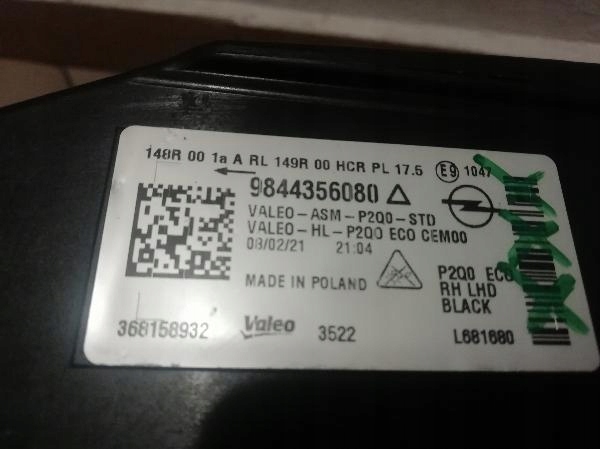 148R 00 1a A RL 149R 00 HCR PL 17.5 E9 1047
9844356080
VALEO-ASM-P2Q0-STD
VALEO-HL-P2Q0 ECO CEM00
08/02/21 21:04
MADE IN POLAND
P2Q0 ECO
RH LHD
BLACK
368158932 Valeo 3522 L681680